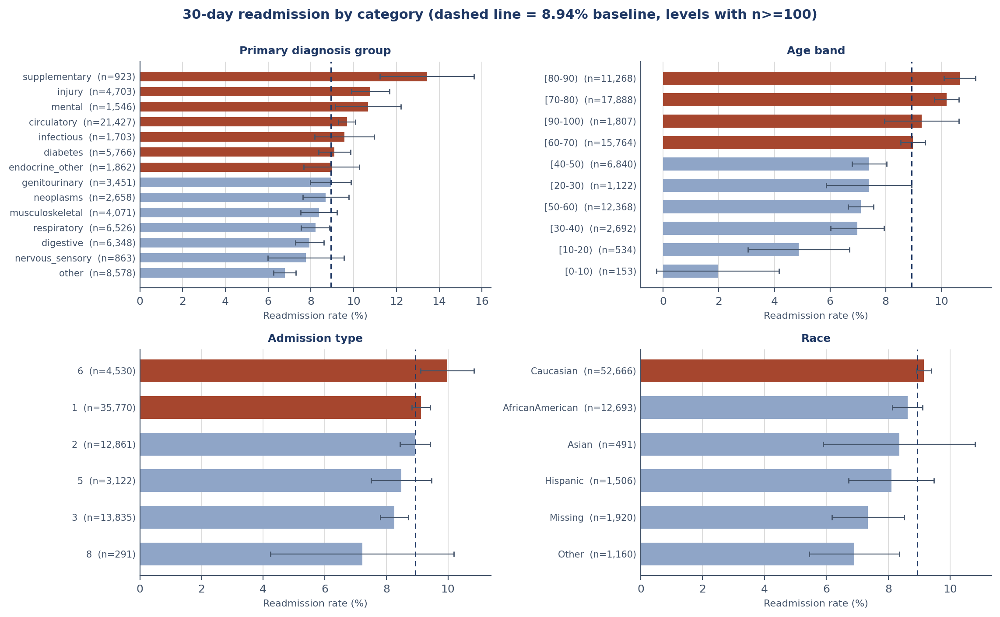 30-day readmission by category (dashed line = 8.94% baseline, levels with n>=100)
Primary diagnosis group
supplementary (n=923)
injury (n=4,703)
mental (n=1,546)
circulatory (n=21,427)
infectious (n=1,703)
diabetes (n=5,766)
endocrine_other (n=1,862)
genitourinary (n=3,451)
neoplasms (n=2,658)
musculoskeletal (n=4,071)
respiratory (n=6,526)
digestive (n=6,348)
nervous_sensory (n=863)
other (n=8,578)
0 2 4 6 8 10 12 14 16
Readmission rate (%)
Age band
[80-90) (n=11,268)
[70-80) (n=17,888)
[90-100) (n=1,807)
[60-70) (n=15,764)
[40-50) (n=6,840)
[20-30) (n=1,122)
[50-60) (n=12,368)
[30-40) (n=2,692)
[10-20) (n=534)
[0-10) (n=153)
0 2 4 6 8 10
Readmission rate (%)
Admission type
6 (n=4,530)
1 (n=35,770)
2 (n=12,861)
5 (n=3,122)
3 (n=13,835)
8 (n=291)
0 2 4 6 8 10
Readmission rate (%)
Race
Caucasian (n=52,666)
AfricanAmerican (n=12,693)
Asian (n=491)
Hispanic (n=1,506)
Missing (n=1,920)
Other (n=1,160)
0 2 4 6 8 10
Readmission rate (%)